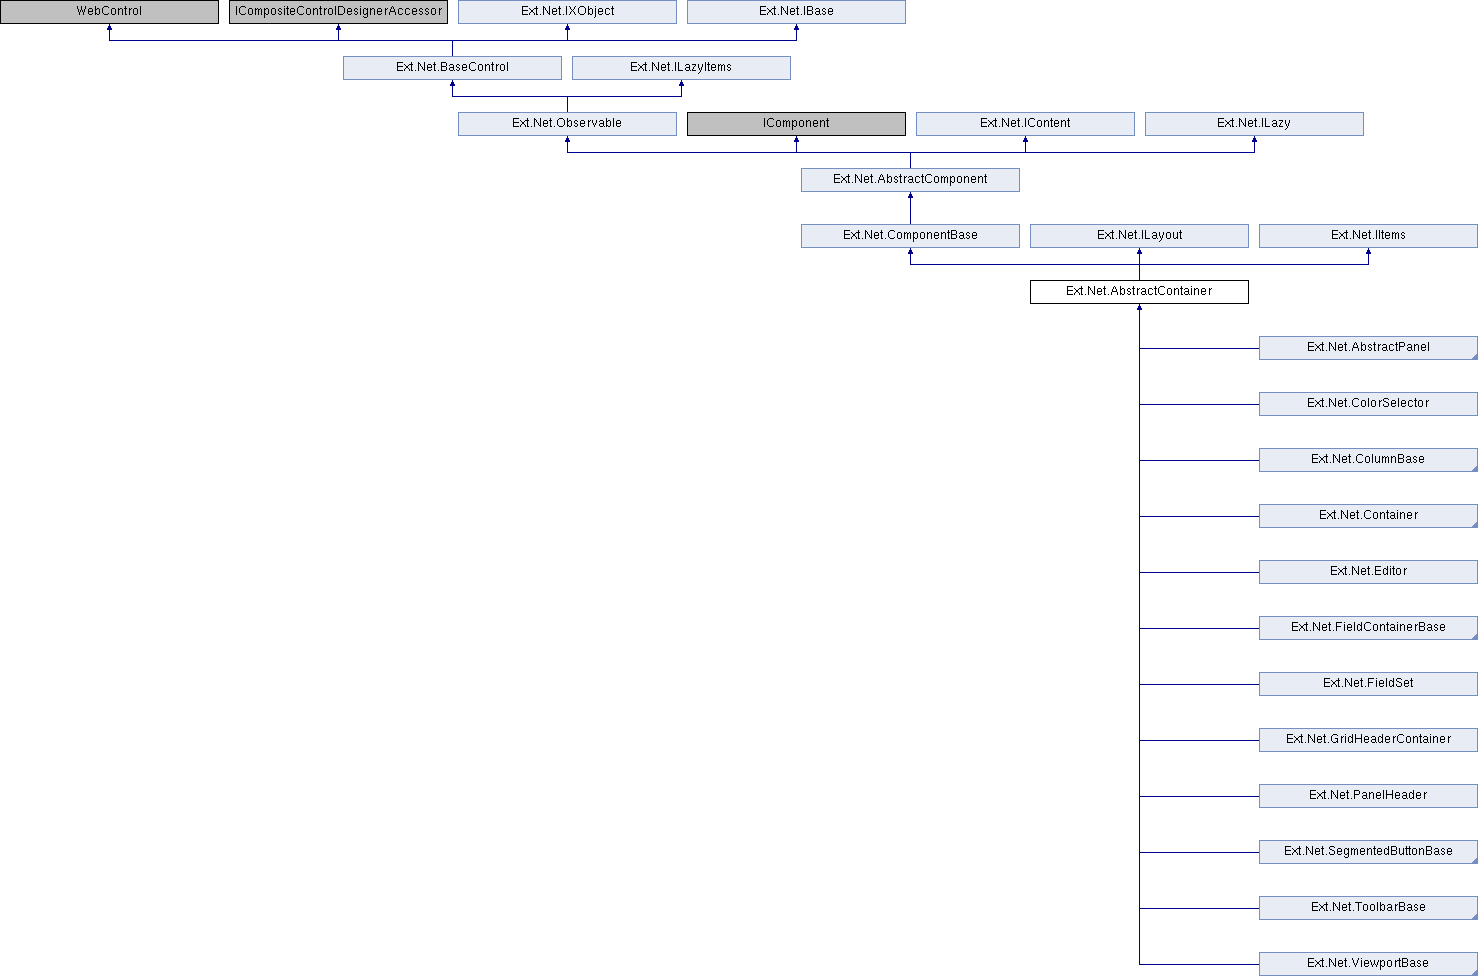 WebControl
ICompositeControlDesignerAccessor
Ext.Net.IXObject
Ext.Net.IBase
Ext.Net.BaseControl
Ext.Net.ILazyItems
Ext.Net.Observable
IComponent
Ext.Net.IContent
Ext.Net.ILazy
Ext.Net.AbstractComponent
Ext.Net.ComponentBase
Ext.Net.ILayout
Ext.Net.IItems
Ext.Net.AbstractContainer
Ext.Net.AbstractPanel
Ext.Net.ColorSelector
Ext.Net.ColumnBase
Ext.Net.Container
Ext.Net.Editor
Ext.Net.FieldContainerBase
Ext.Net.FieldSet
Ext.Net.GridHeaderContainer
Ext.Net.PanelHeader
Ext.Net.SegmentedButtonBase
Ext.Net.ToolbarBase
Ext.Net.ViewportBase